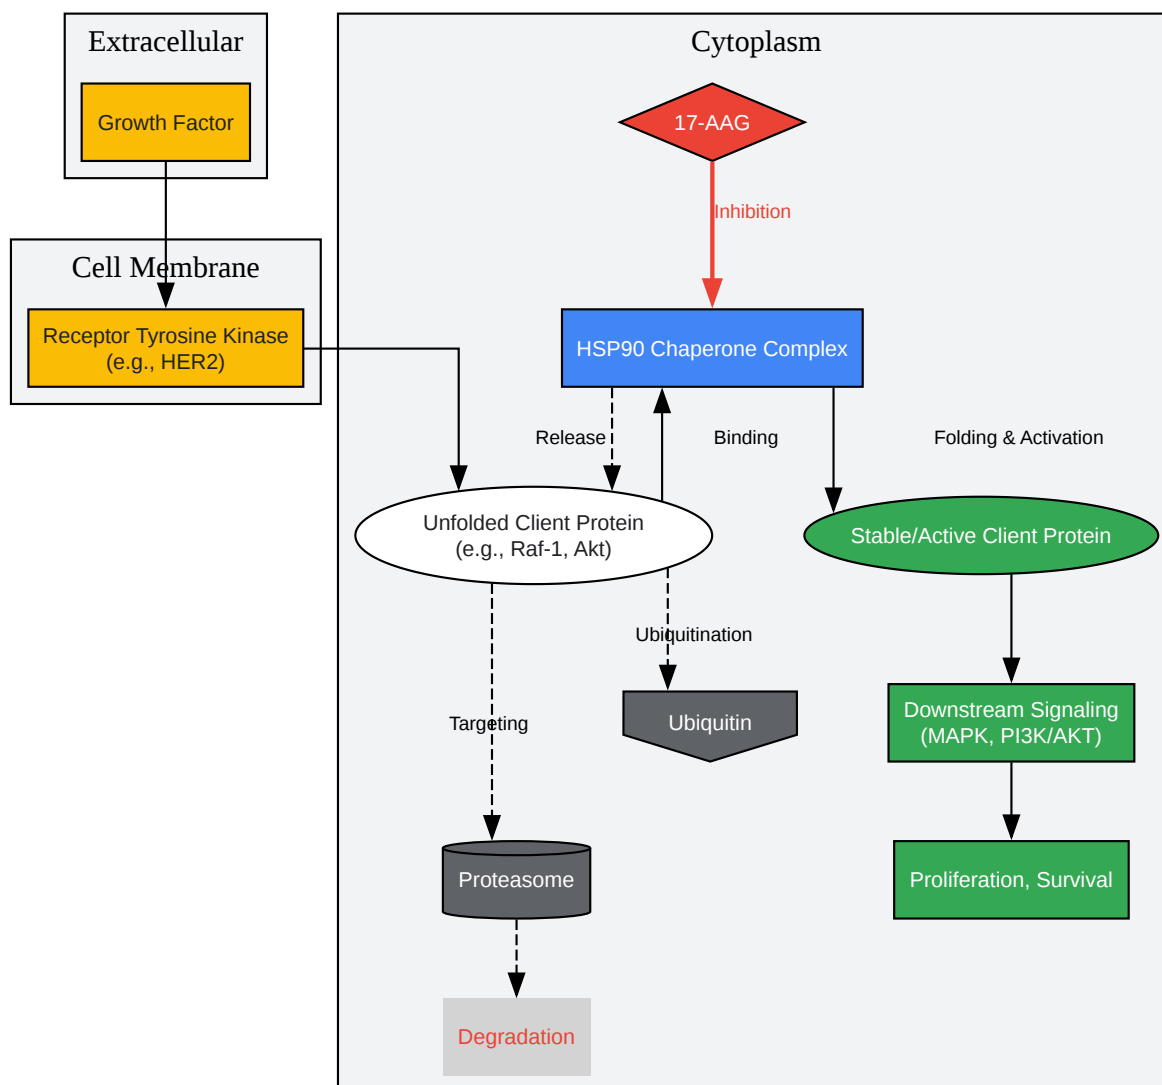 Extracellular
Growth Factor
Cell Membrane
Receptor Tyrosine Kinase
(e.g., HER2)
Cytoplasm
17-AAG
Inhibition
HSP90 Chaperone Complex
Release
Binding
Folding & Activation
Unfolded Client Protein
(e.g., Raf-1, Akt)
Stable/Active Client Protein
Ubiquitination
Targeting
Ubiquitin
Downstream Signaling
(MAPK, PI3K/AKT)
Proteasome
Proliferation, Survival
Degradation